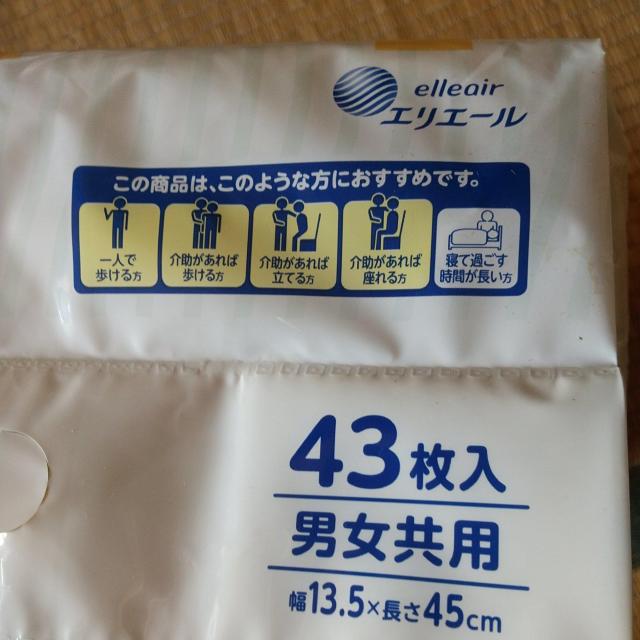 elleair
エリエール
この商品は、このような方におすすめです。
一人で
歩ける方
介助があれば
歩ける方
介助があれば
立てる方
介助があれば
座れる方
寝て過ごす
時間が長い方
43枚入
男女共用
幅13.5×長さ45cm